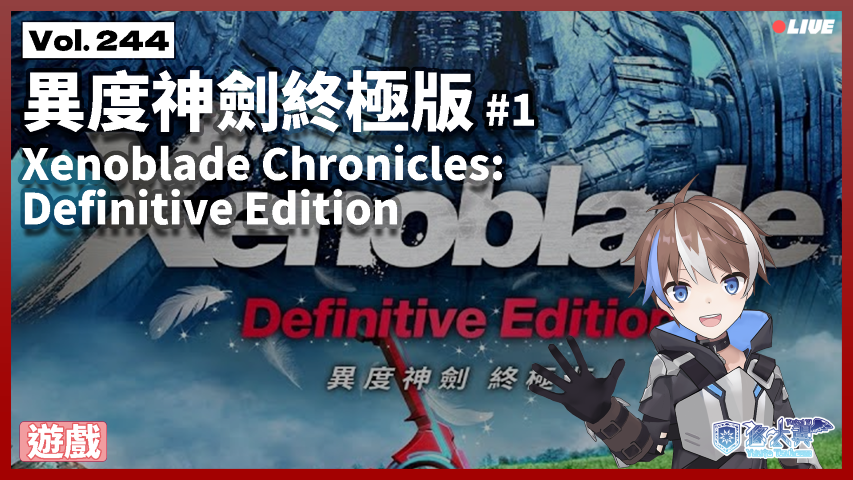 Vol. 244
LIVE
異度神劍終極版 #1
Xenoblade Chronicles:
Definitive Edition
Xenoblade
Definitive Edition
異度神劍 終極
遊戲